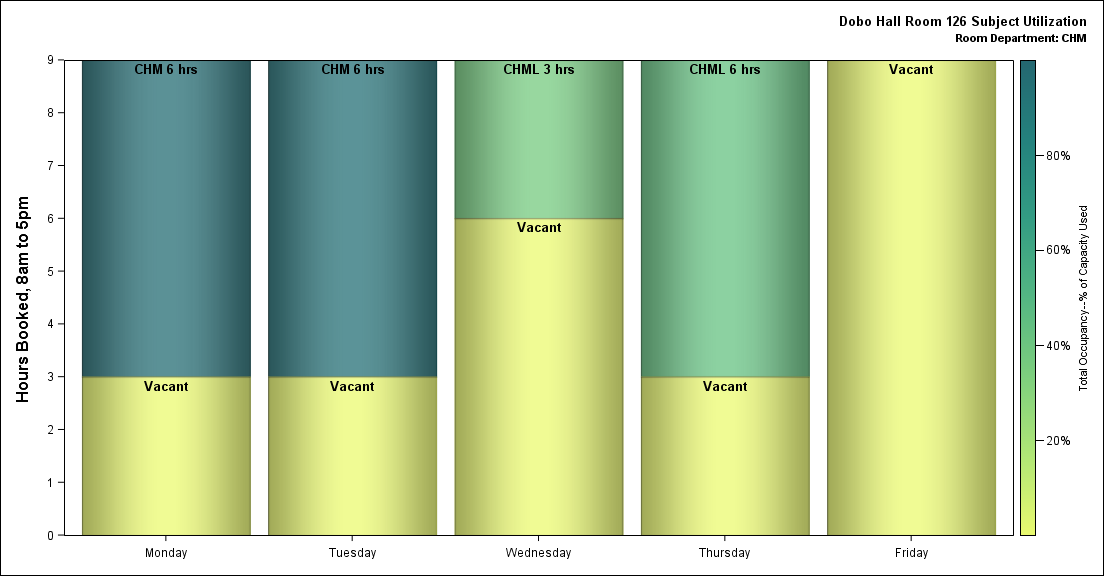 Dobo Hall Room 126 Subject Utilization
Room Department: CHM
Hours Booked, 8am to 5pm
9
8
7
6
5
4
3
2
1
0
CHM 6 hrs
Vacant
CHM 6 hrs
Vacant
CHML 3 hrs
Vacant
CHML 6 hrs
Vacant
Vacant
Monday
Tuesday
Wednesday
Thursday
Friday
80%
60%
40%
20%
Total Occupancy--% of Capacity Used